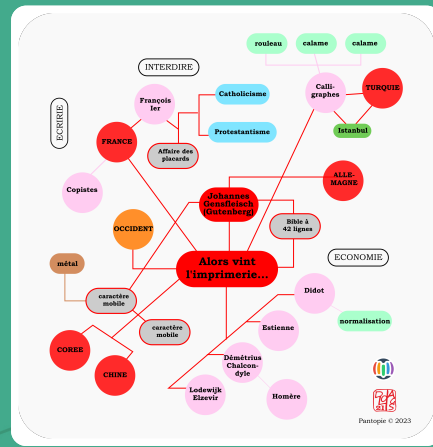 rouleau
calame
calame
INTERDIRE
Calli-
graphes
TURQUIE
Catholicisme
François
Ier
ECRIRIE
Protestantisme
Istanbul
FRANCE
Affaire des
placards
Copistes
ALLE-
MAGNE
Johannes
Gensfleisch
(Gutenberg)
OCCIDENT
Bible à
42 lignes
métal
Alors vint
l'imprimerie...
ECONOMIE
caractère
mobile
Didot
caractère
mobile
Estienne
normalisation
COREE
Démétrius
Chalcon-
dyle
CHINE
Lodewijk
Elzevir
Homère
Pantopie © 2023